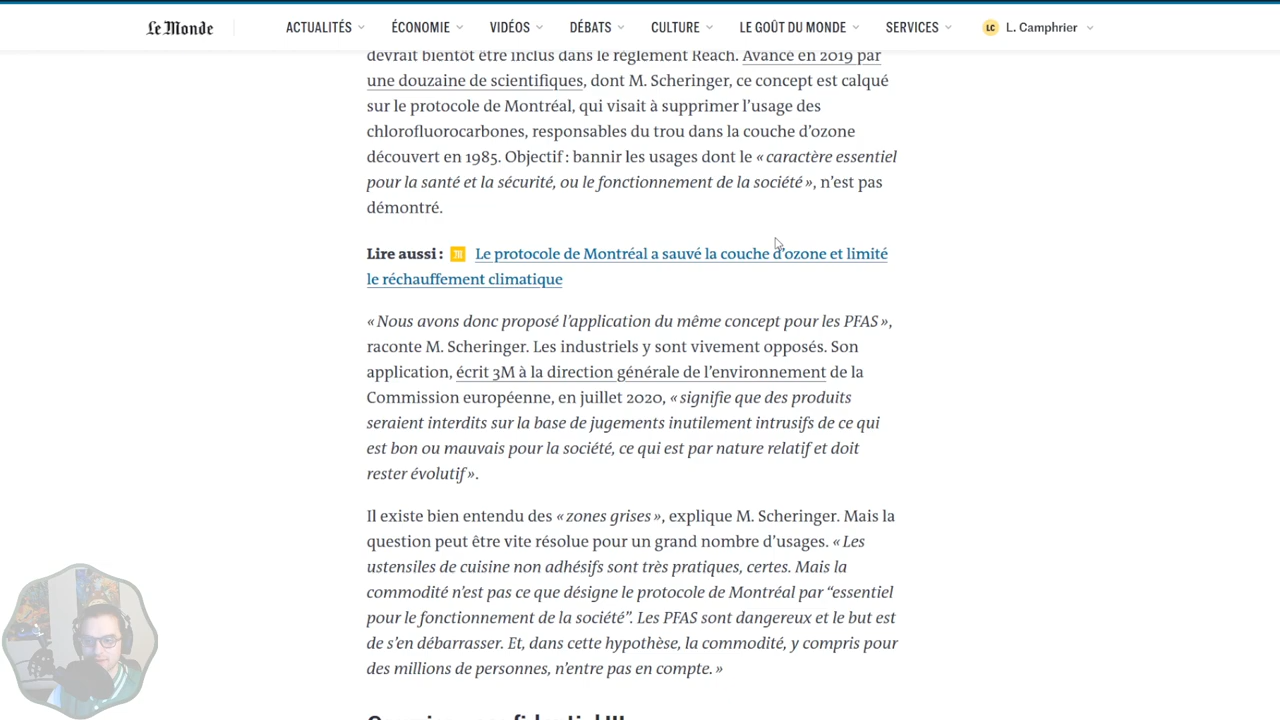 Le Monde
ACTUALITÉS ÉCONOMIE VIDÉOS DÉBATS CULTURE LE GOÛT DU MONDE SERVICES LC L. Camphrier
devrait bientôt être inclus dans le règlement Reach. Avancé en 2019 par
une douzaine de scientifiques, dont M. Scheringer, ce concept est calqué
sur le protocole de Montréal, qui visait à supprimer l’usage des
chlorofluorocarbones, responsables du trou dans la couche d’ozone
découvert en 1985. Objectif : bannir les usages dont le « caractère essentiel
pour la santé et la sécurité, ou le fonctionnement de la société », n’est pas
démontré.
Lire aussi : Le protocole de Montréal a sauvé la couche d’ozone et limité
le réchauffement climatique
« Nous avons donc proposé l’application du même concept pour les PFAS »,
raconte M. Scheringer. Les industriels y sont vivement opposés. Son
application, écrit 3M à la direction générale de l’environnement de la
Commission européenne, en juillet 2020, « signifie que des produits
seraient interdits sur la base de jugements inutilement intrusifs de ce qui
est bon ou mauvais pour la société, ce qui est par nature relatif et doit
rester évolutif ».
Il existe bien entendu des « zones grises », explique M. Scheringer. Mais la
question peut être vite résolue pour un grand nombre d’usages. « Les
ustensiles de cuisine non adhésifs sont très pratiques, certes. Mais la
commodité n’est pas ce que désigne le protocole de Montréal par “essentiel
pour le fonctionnement de la société”. Les PFAS sont dangereux et le but est
de s’en débarrasser. Et, dans cette hypothèse, la commodité, y compris pour
des millions de personnes, n’entre pas en compte. »